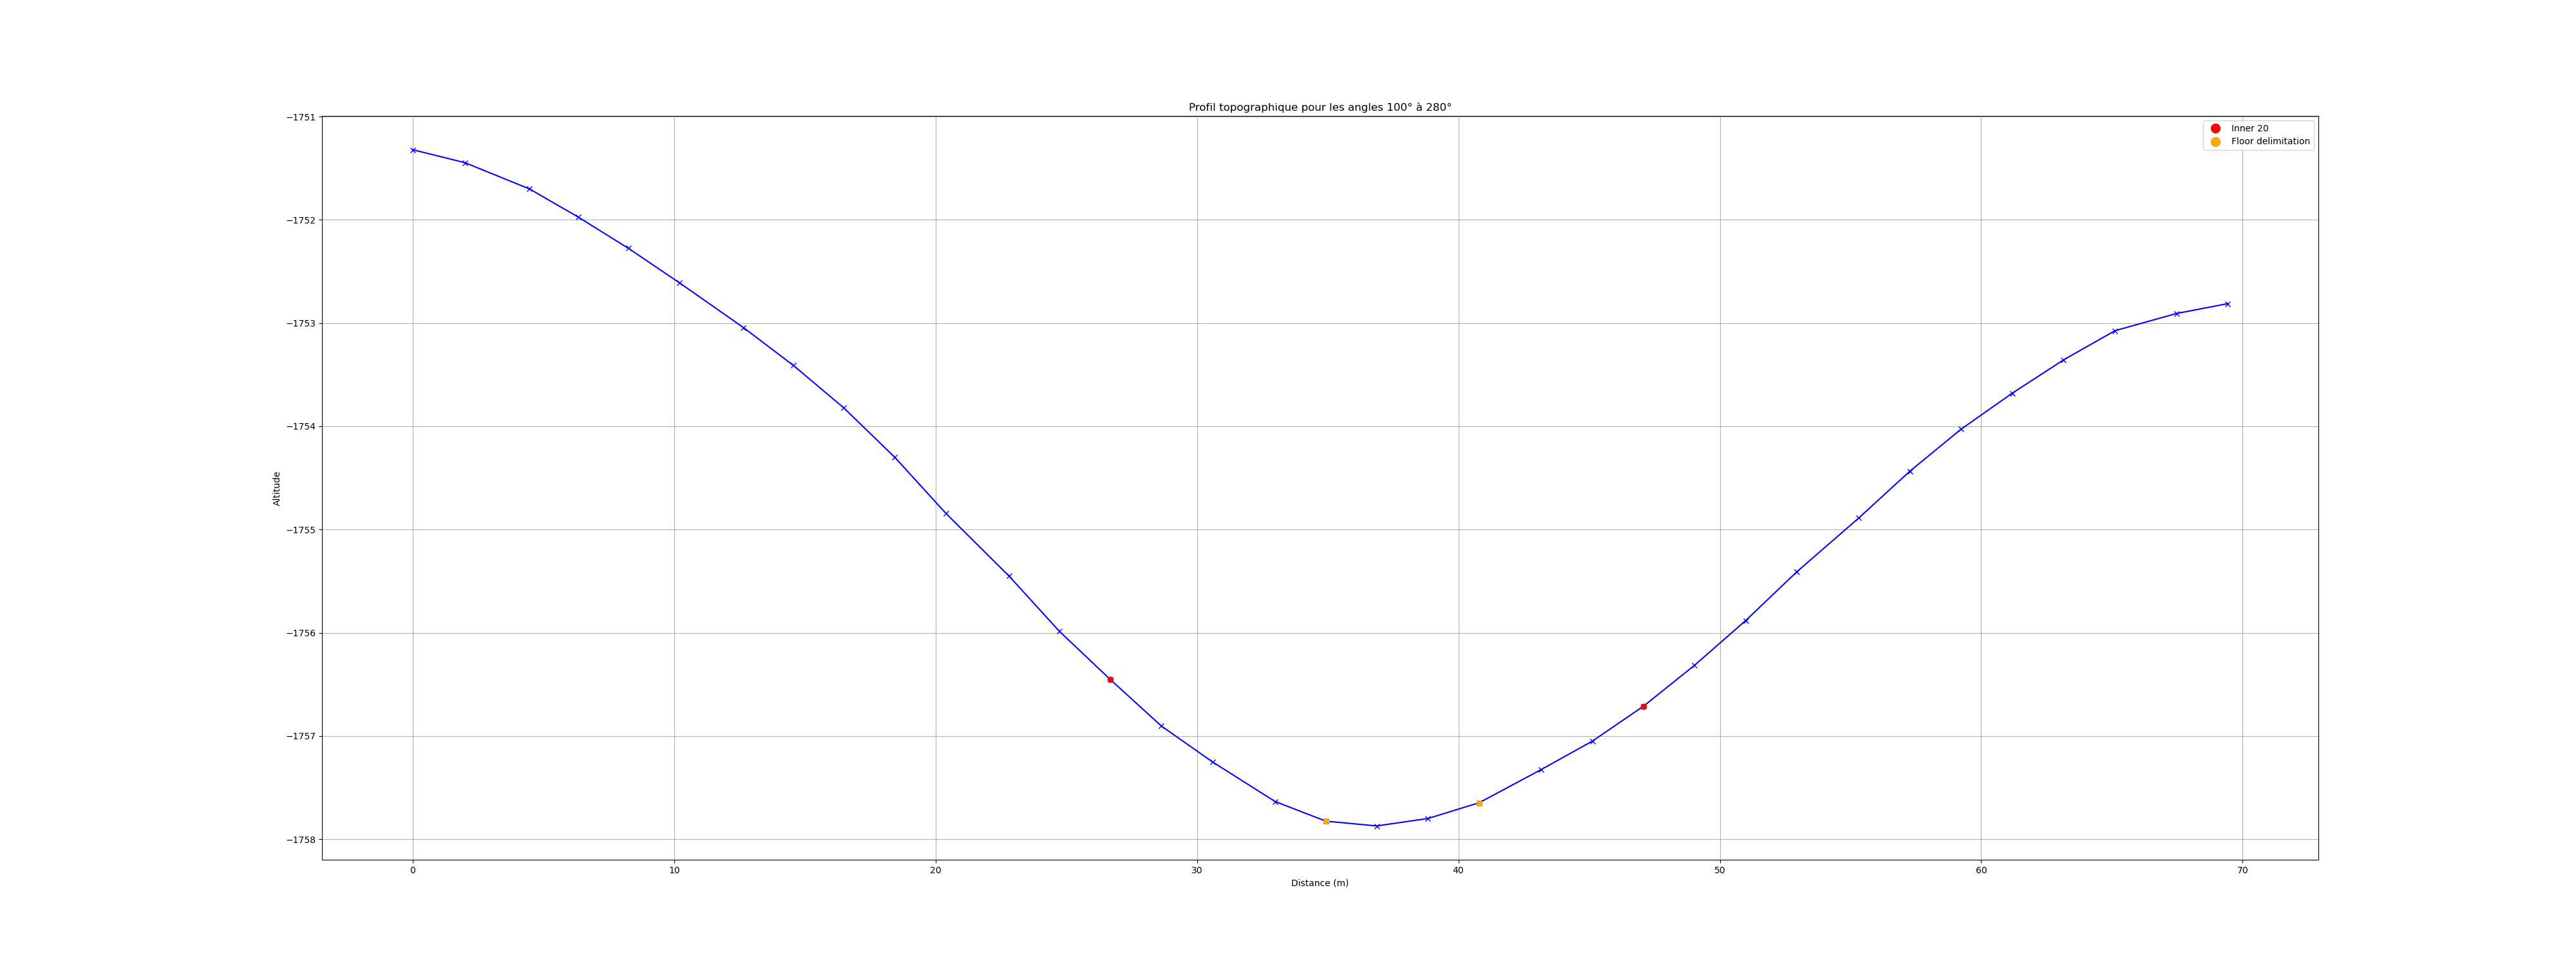 Profil topographique pour les angles 100° à 280°
Inner 20
Floor delimitation
Altitude
−1751
−1752
−1753
−1754
−1755
−1756
−1757
−1758
0 10 20 30 40 50 60 70
Distance (m)